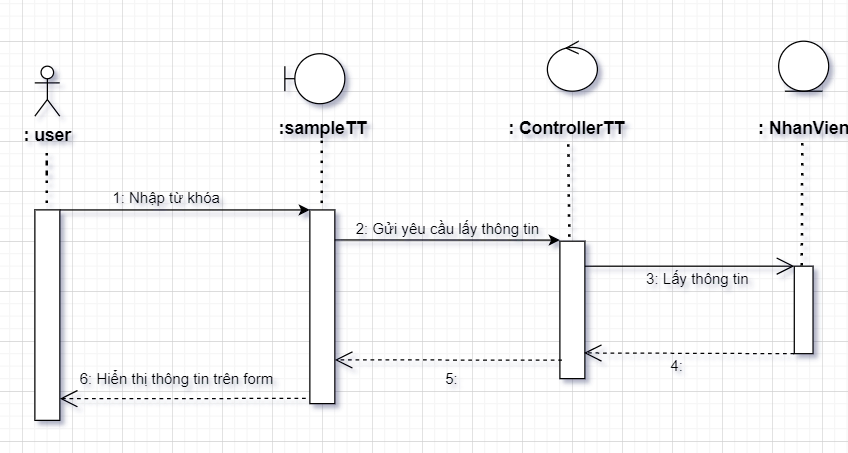 : user
:sampleTT
: ControllerTT
: NhanVien
1: Nhập từ khóa
2: Gửi yêu cầu lấy thông tin
3: Lấy thông tin
4:
5:
6: Hiển thị thông tin trên form